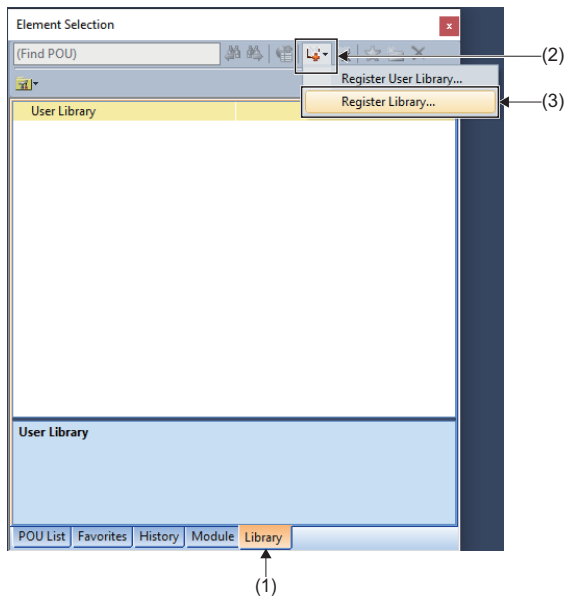 Element Selection
x
(Find POU)
(2)
Register User Library...
Register Library...
(3)
User Library
User Library
POU List Favorites History Module Library
(1)